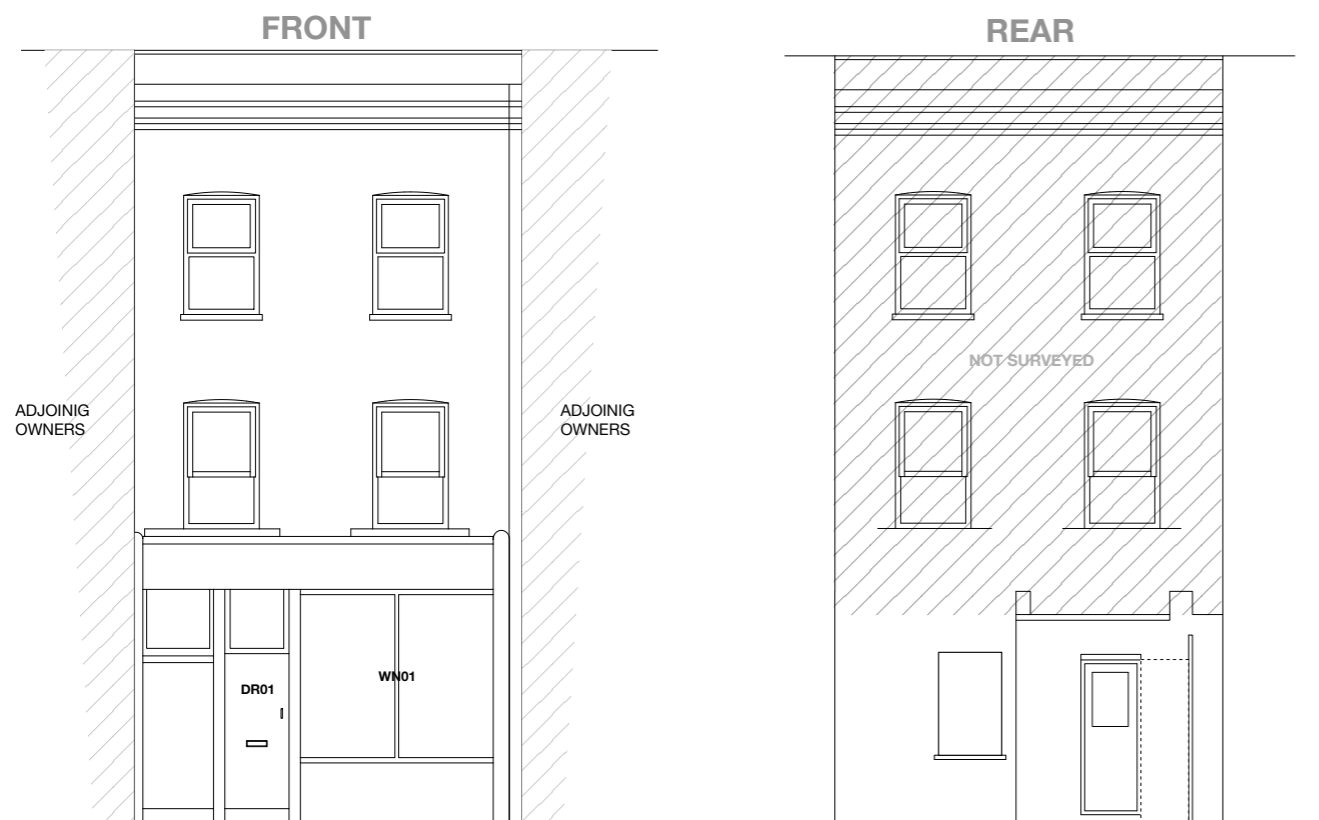 FRONT
REAR
NOT SURVEYED
ADJOINIG
OWNERS
ADJOINIG
OWNERS
WN01
DR01